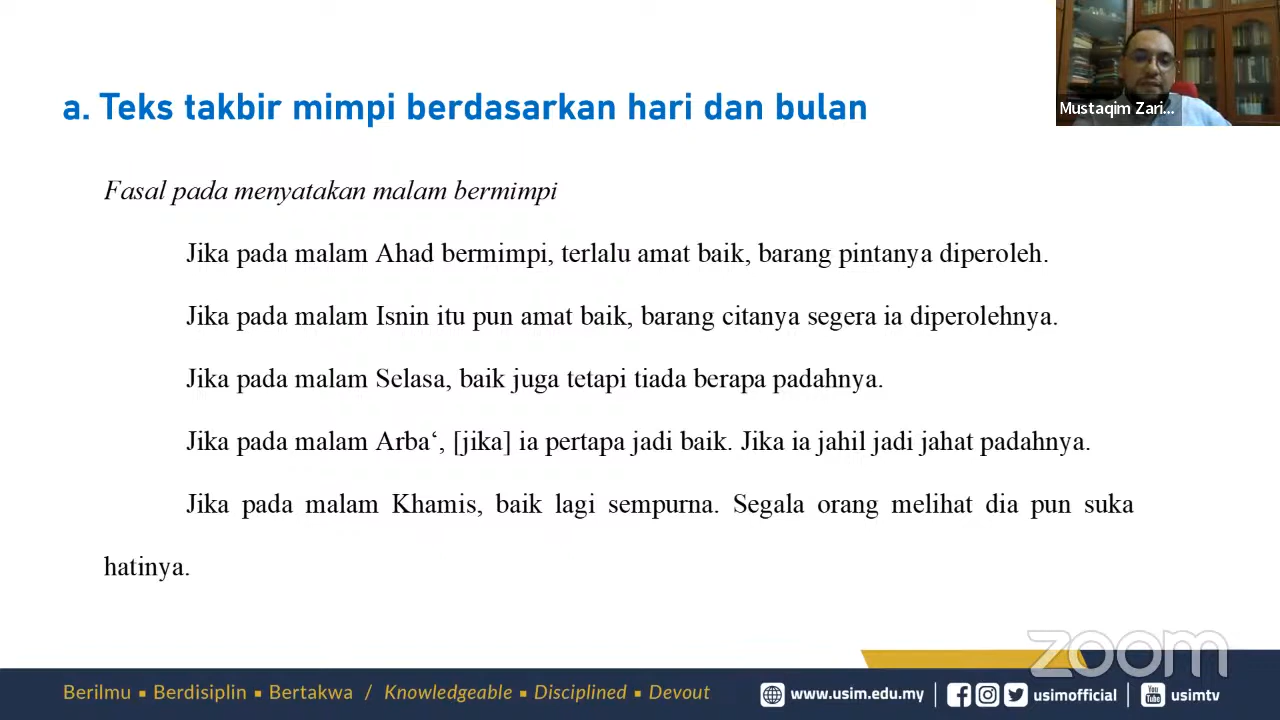 a. Teks takbir mimpi berdasarkan hari dan bulan
Mustaqim Zari...
Fasal pada menyatakan malam bermimpi
Jika pada malam Ahad bermimpi, terlalu amat baik, barang pintanya diperoleh.
Jika pada malam Isnin itu pun amat baik, barang citanya segera ia diperolehnya.
Jika pada malam Selasa, baik juga tetapi tiada berapa padahnya.
Jika pada malam Arba‘, [jika] ia pertapa jadi baik. Jika ia jahil jadi jahat padahnya.
Jika pada malam Khamis, baik lagi sempurna. Segala orang melihat dia pun suka
hatinya.
zoom
Berilmu ▪ Berdisiplin ▪ Bertakwa / Knowledgeable ▪ Disciplined ▪ Devout
www.usim.edu.my | usimofficial | You Tube usimtv